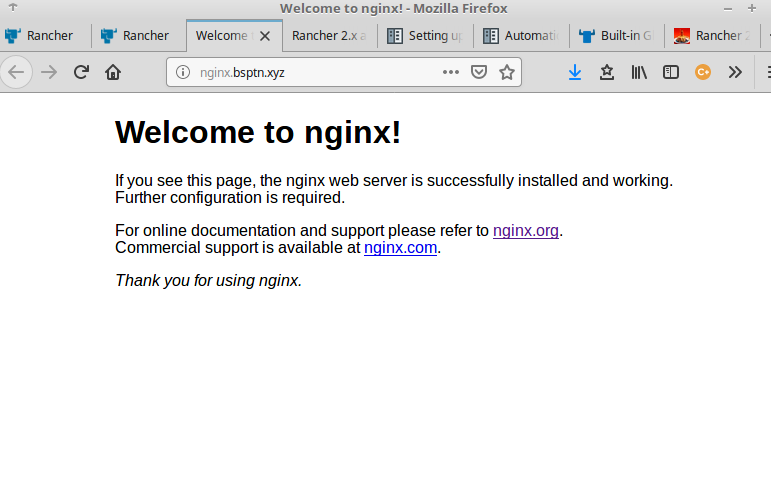 Welcome to nginx! - Mozilla Firefox
Rancher
Rancher
Welcome
Rancher 2.x a
Setting up
Automatin
Built-in G
Rancher 2
nginx.bsptn.xyz
Welcome to nginx!
If you see this page, the nginx web server is successfully installed and working.
Further configuration is required.
For online documentation and support please refer to nginx.org.
Commercial support is available at nginx.com.
Thank you for using nginx.